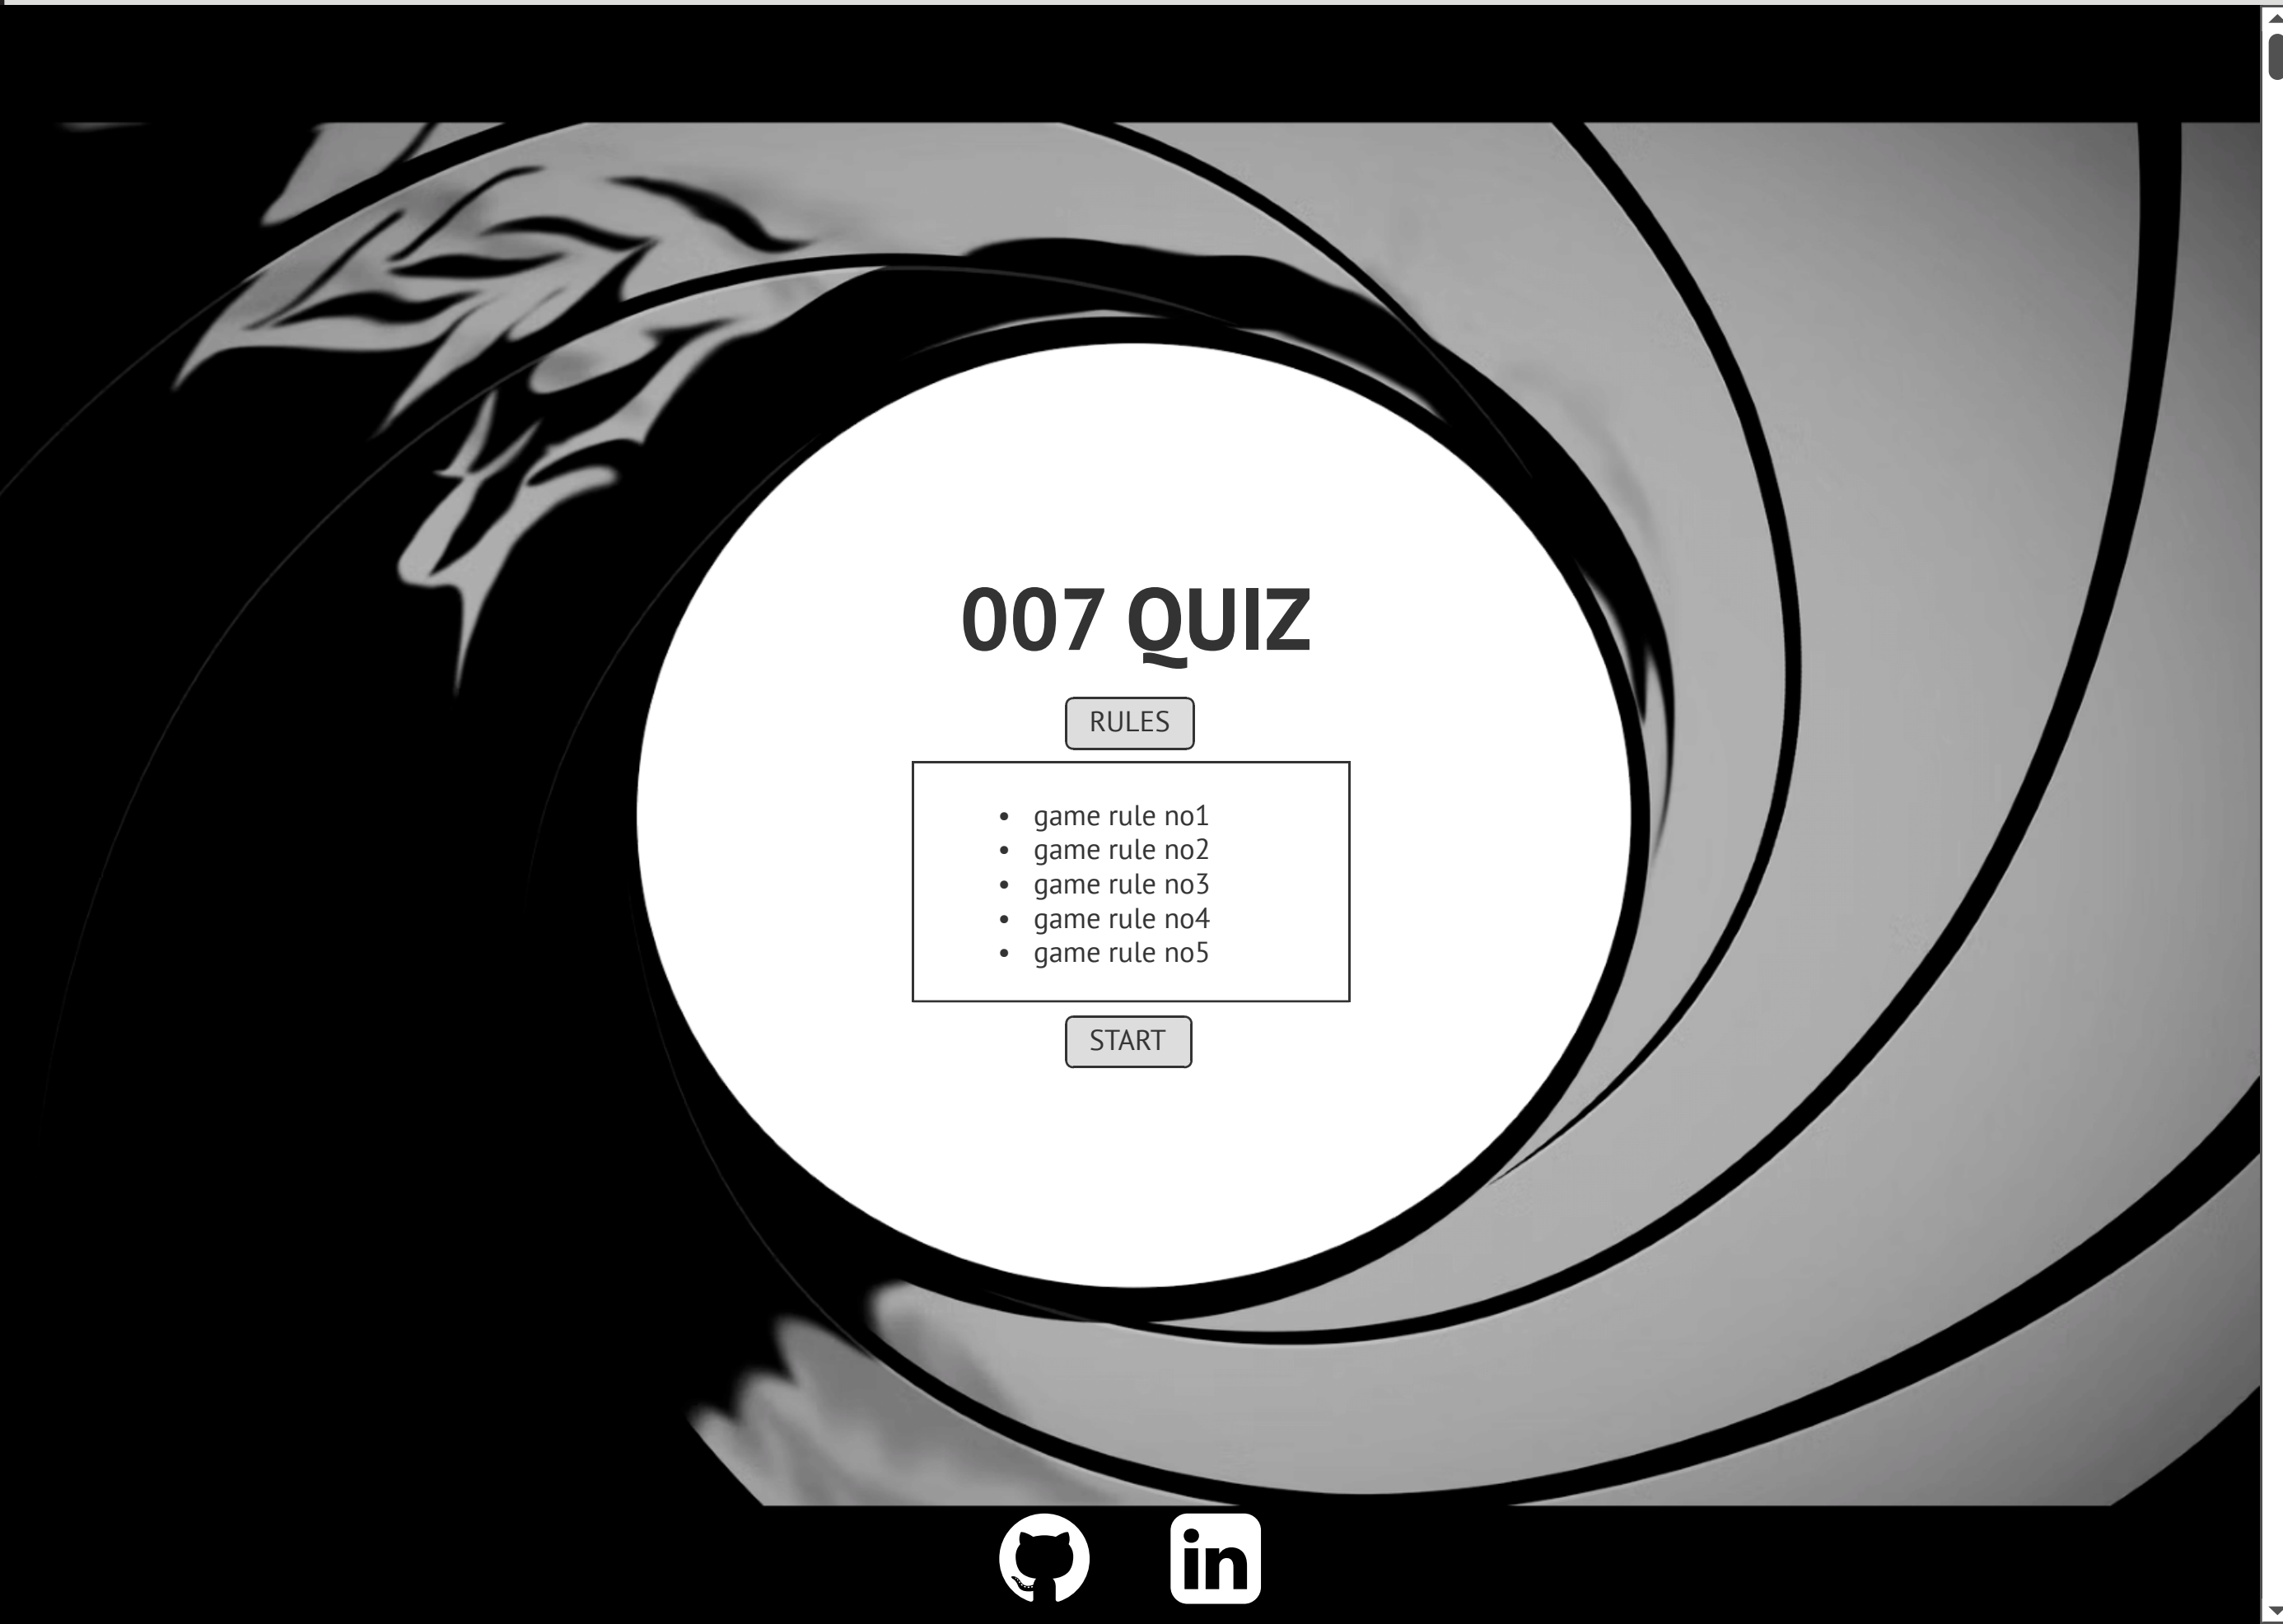 007 QUIZ
RULES
• game rule no1
• game rule no2
• game rule no3
• game rule no4
• game rule no5
START
in